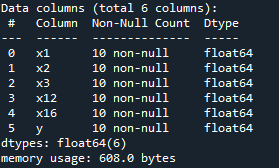 Data columns (total 6 columns):
 #   Column  Non-Null Count  Dtype
---  ------  --------------  -----
 0   x1      10 non-null     float64
 1   x2      10 non-null     float64
 2   x3      10 non-null     float64
 3   x12     10 non-null     float64
 4   x16     10 non-null     float64
 5   y       10 non-null     float64
dtypes: float64(6)
memory usage: 608.0 bytes